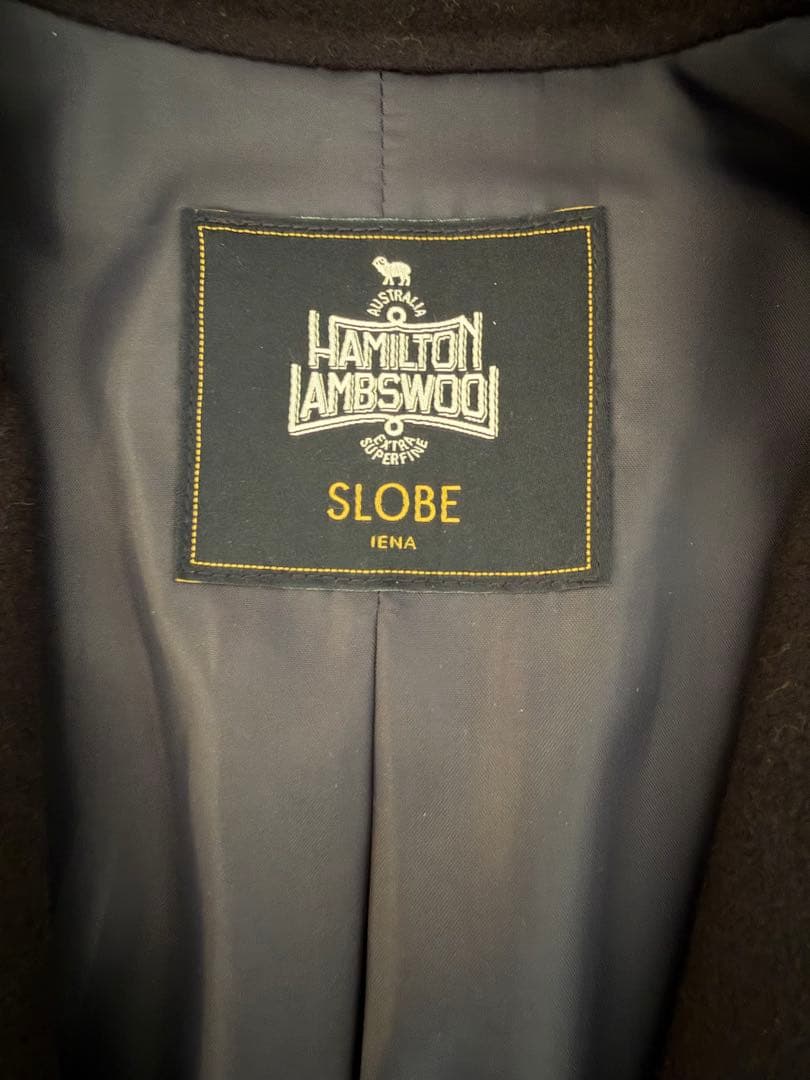 AUSTRALIA
HAMILTON
LAMBSWOOL
EXTRA
SUPERFINE
SLOBE
IENA